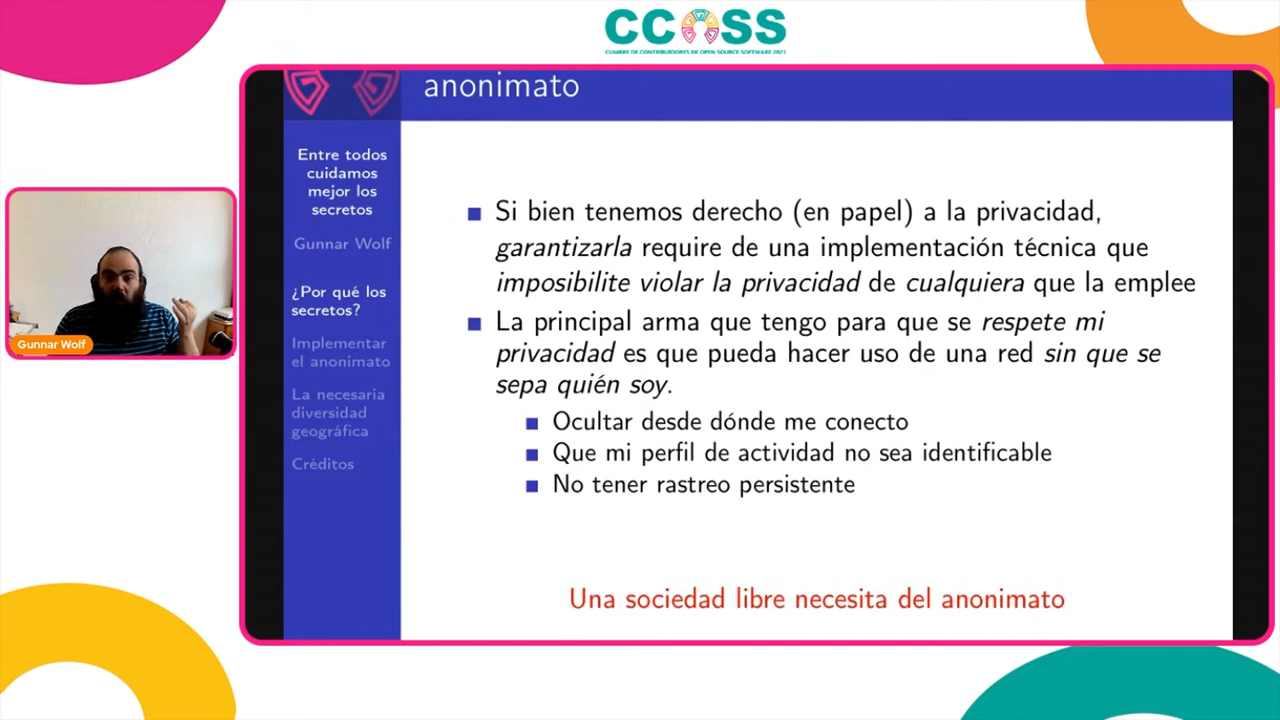 CCOSS
CUMBRE DE CONTRIBUIDORES DE OPEN SOURCE SOFTWARE 2021
anonimato
Entre todos
cuidamos
mejor los
secretos
Gunnar Wolf
¿Por qué los
secretos?
Implementar
el anonimato
La necesaria
diversidad
geográfica
Créditos
Si bien tenemos derecho (en papel) a la privacidad,
garantizarla require de una implementación técnica que
imposibilite violar la privacidad de cualquiera que la emplee
La principal arma que tengo para que se respete mi
privacidad es que pueda hacer uso de una red sin que se
sepa quién soy.
Ocultar desde dónde me conecto
Que mi perfil de actividad no sea identificable
No tener rastreo persistente
Una sociedad libre necesita del anonimato
Gunnar Wolf